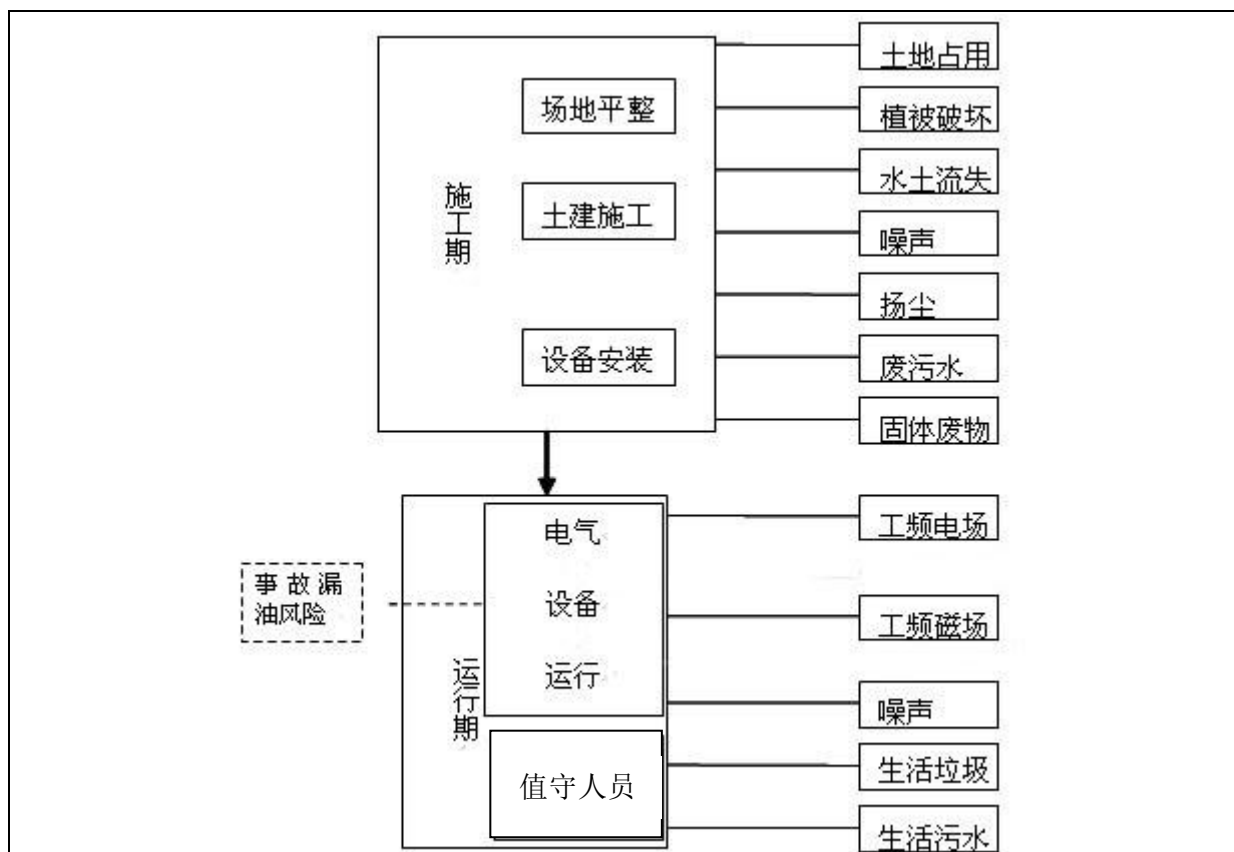 土地占用
场地平整
植被破坏
水土流失
施工期
土建施工
噪声
扬尘
设备安装
废污水
固体废物
电气
工频电场
事故漏
油风险
设备
工频磁场
运行期
运行
噪声
值守人员
生活垃圾
生活污水